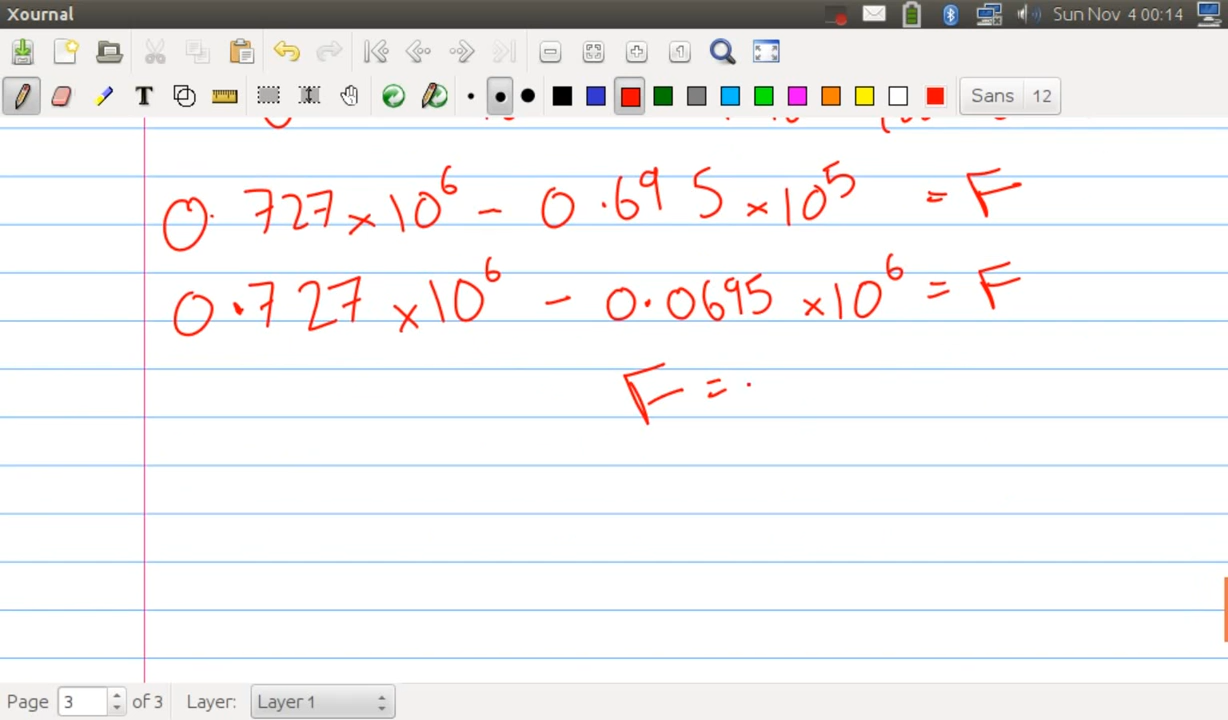 Xournal
Sun Nov 4 00:14
Sans 12
0.727×10⁶ - 0.695 ×10⁵ = F
0.727 ×10⁶ - 0.0695 ×10⁶ = F
F = .
Page 3 of 3 Layer: Layer 1